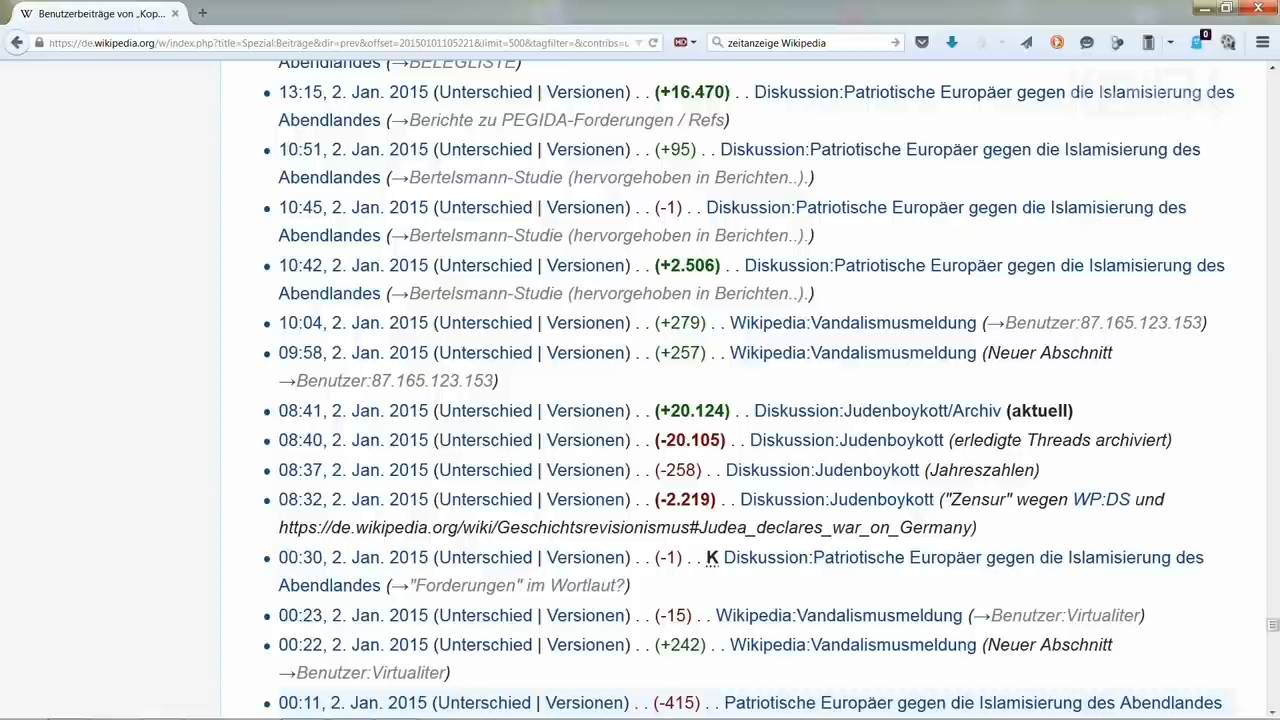 Benutzerbeiträge von „Kop...
https://de.wikipedia.org/w/index.php?title=Spezial:Beiträge&dir=prev&offset=20150101105221&limit=500&tagfilter=&contribs=u
zeitanzeige Wikipedia
0
Abendlandes (→BELEGLISTE)
13:15, 2. Jan. 2015 (Unterschied | Versionen) . . (+16.470) . . Diskussion:Patriotische Europäer gegen die Islamisierung des
Abendlandes (→Berichte zu PEGIDA-Forderungen / Refs)
10:51, 2. Jan. 2015 (Unterschied | Versionen) . . (+95) . . Diskussion:Patriotische Europäer gegen die Islamisierung des
Abendlandes (→Bertelsmann-Studie (hervorgehoben in Berichten..).)
10:45, 2. Jan. 2015 (Unterschied | Versionen) . . (-1) . . Diskussion:Patriotische Europäer gegen die Islamisierung des
Abendlandes (→Bertelsmann-Studie (hervorgehoben in Berichten..).)
10:42, 2. Jan. 2015 (Unterschied | Versionen) . . (+2.506) . . Diskussion:Patriotische Europäer gegen die Islamisierung des
Abendlandes (→Bertelsmann-Studie (hervorgehoben in Berichten..).)
10:04, 2. Jan. 2015 (Unterschied | Versionen) . . (+279) . . Wikipedia:Vandalismusmeldung (→Benutzer:87.165.123.153)
09:58, 2. Jan. 2015 (Unterschied | Versionen) . . (+257) . . Wikipedia:Vandalismusmeldung (Neuer Abschnitt
→Benutzer:87.165.123.153)
08:41, 2. Jan. 2015 (Unterschied | Versionen) . . (+20.124) . . Diskussion:Judenboykott/Archiv (aktuell)
08:40, 2. Jan. 2015 (Unterschied | Versionen) . . (-20.105) . . Diskussion:Judenboykott (erledigte Threads archiviert)
08:37, 2. Jan. 2015 (Unterschied | Versionen) . . (-258) . . Diskussion:Judenboykott (Jahreszahlen)
08:32, 2. Jan. 2015 (Unterschied | Versionen) . . (-2.219) . . Diskussion:Judenboykott ("Zensur" wegen WP:DS und
https://de.wikipedia.org/wiki/Geschichtsrevisionismus#Judea_declares_war_on_Germany)
00:30, 2. Jan. 2015 (Unterschied | Versionen) . . (-1) . . K Diskussion:Patriotische Europäer gegen die Islamisierung des
Abendlandes (→"Forderungen" im Wortlaut?)
00:23, 2. Jan. 2015 (Unterschied | Versionen) . . (-15) . . Wikipedia:Vandalismusmeldung (→Benutzer:Virtualiter)
00:22, 2. Jan. 2015 (Unterschied | Versionen) . . (+242) . . Wikipedia:Vandalismusmeldung (Neuer Abschnitt
→Benutzer:Virtualiter)
00:11, 2. Jan. 2015 (Unterschied | Versionen) . . (-415) . . Patriotische Europäer gegen die Islamisierung des Abendlandes